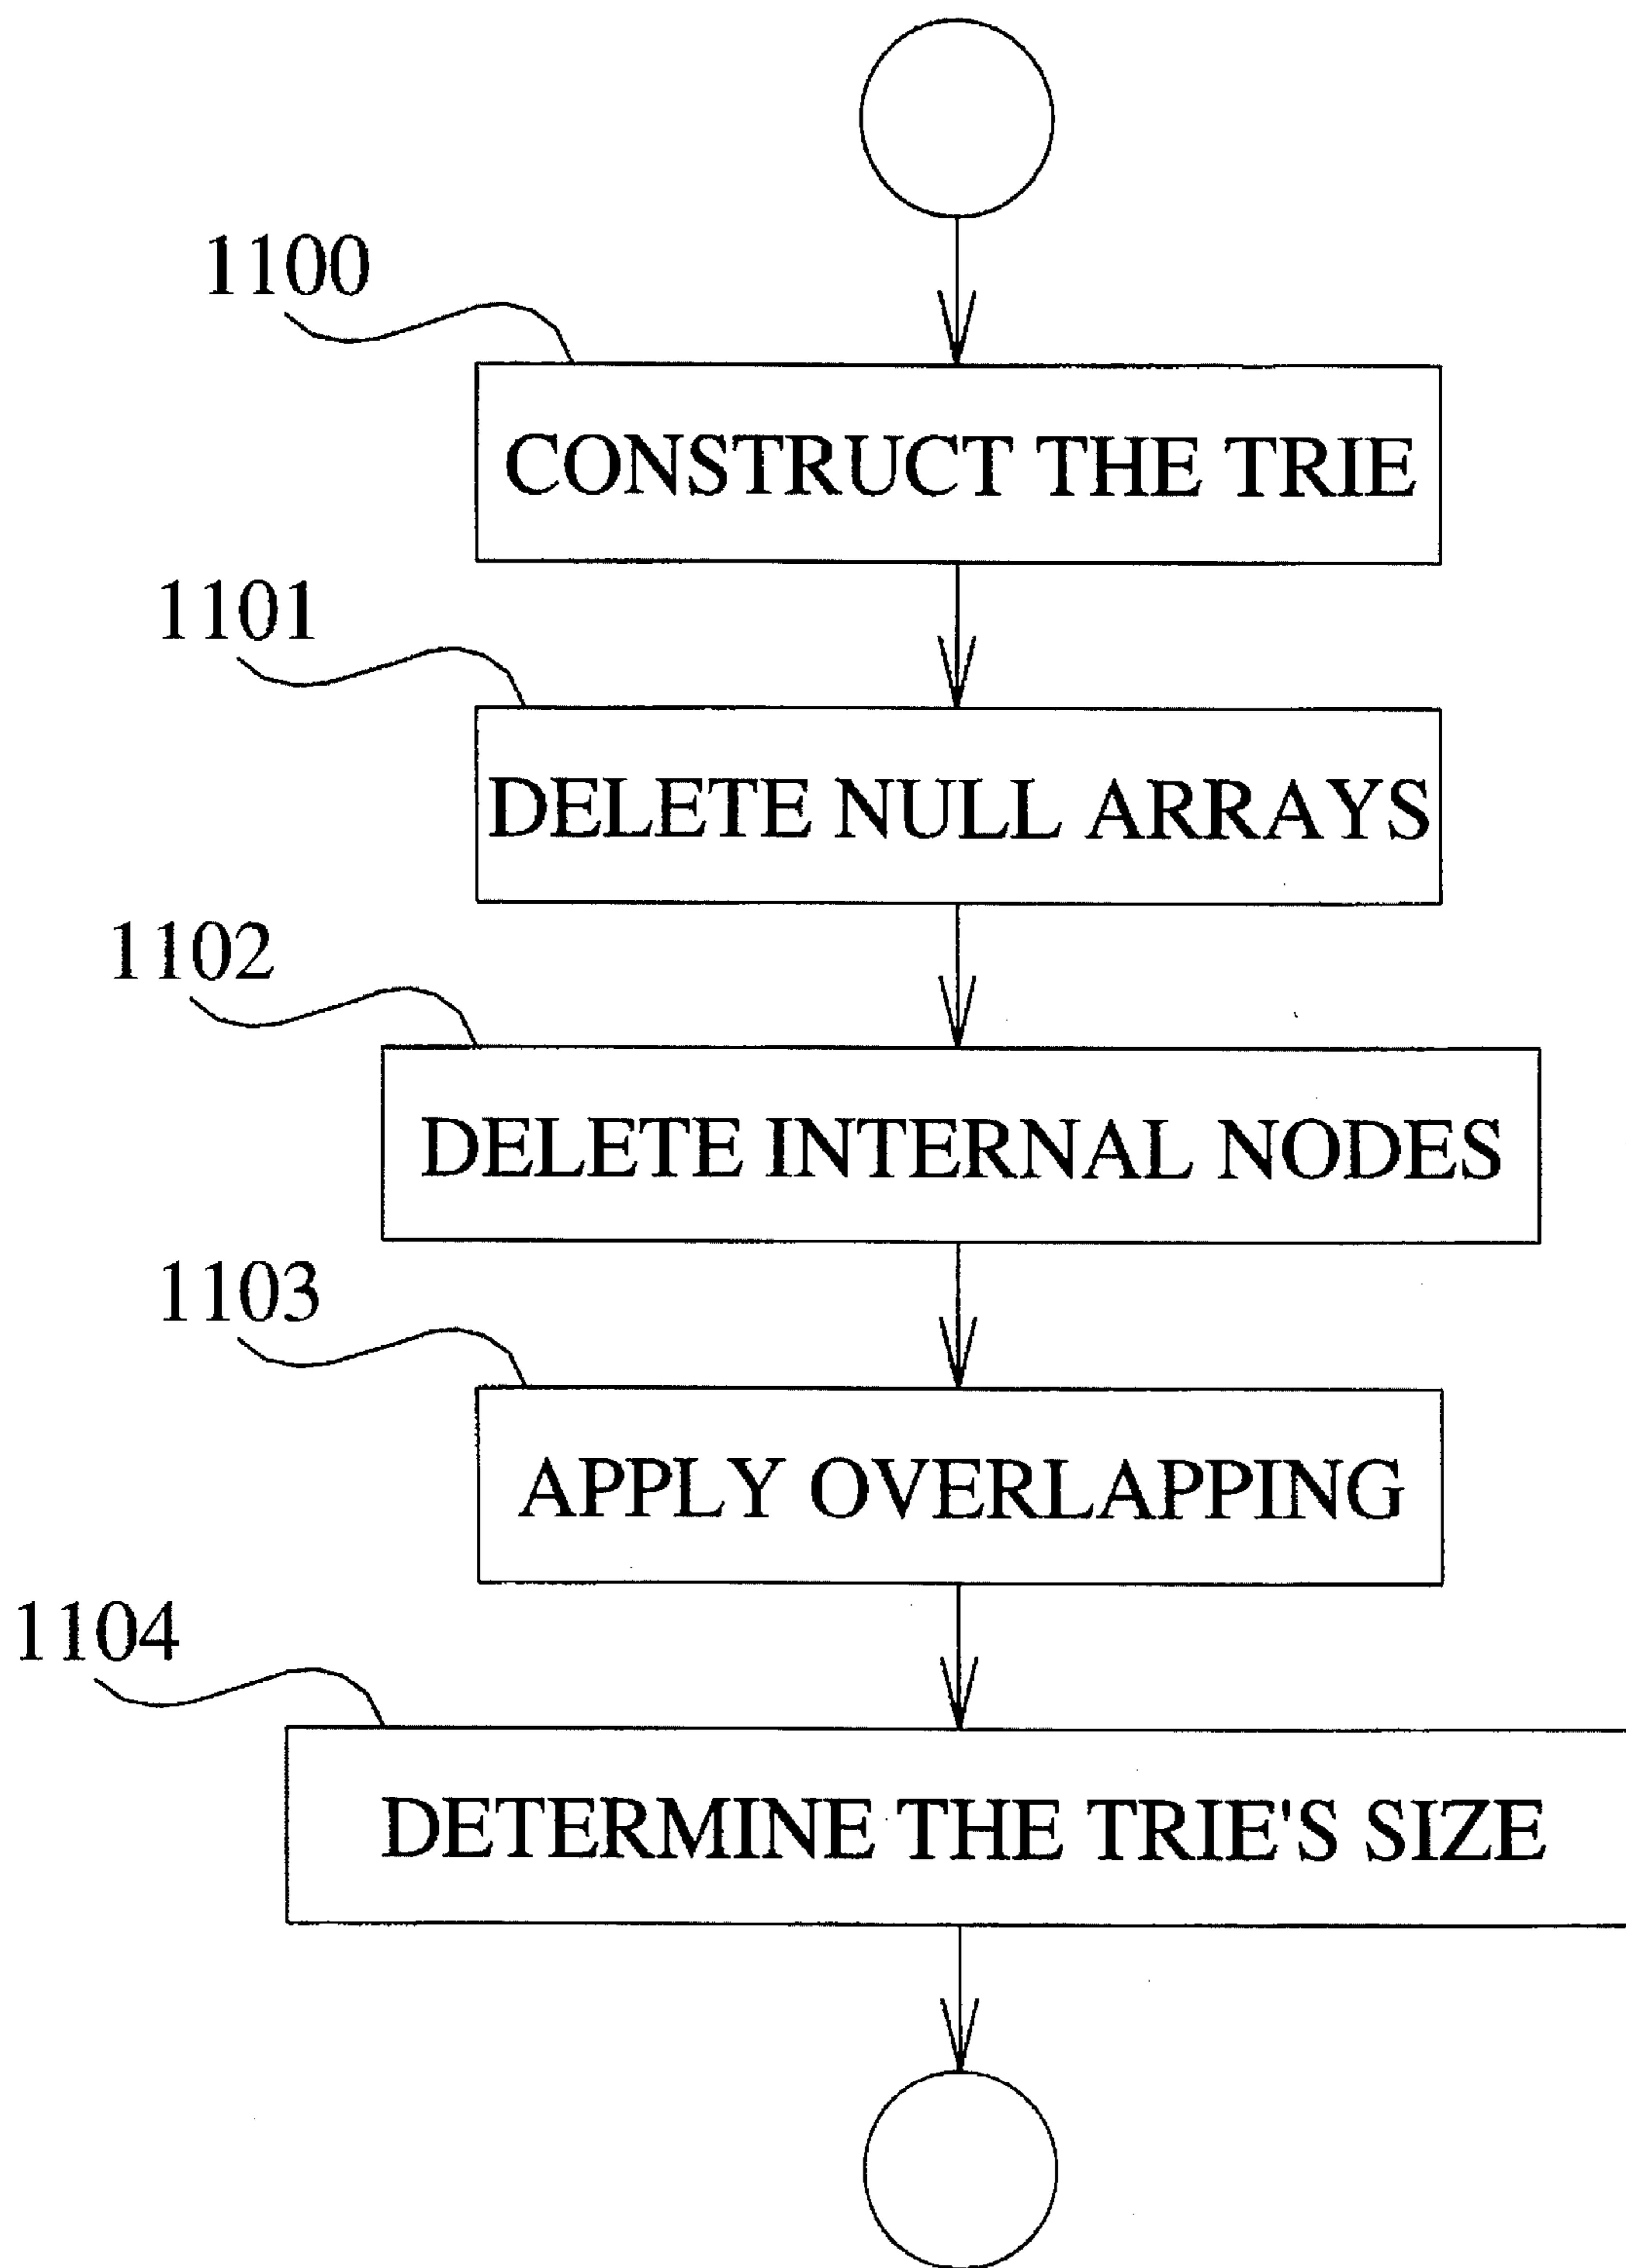 1100
CONSTRUCT THE TRIE
1101
DELETE NULL ARRAYS
1102
DELETE INTERNAL NODES
1103
APPLY OVERLAPPING
1104
DETERMINE THE TRIE'S SIZE